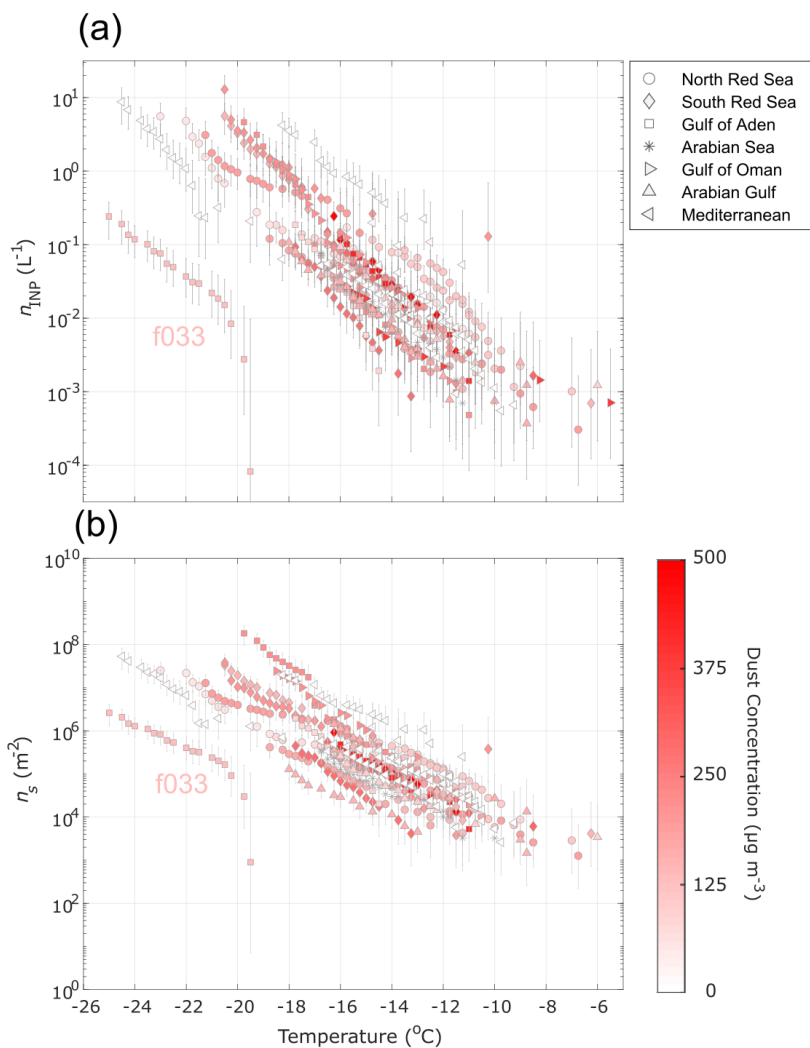 (a)
10^1
10^0
10^-1
10^-2
10^-3
10^-4
n_INP (L^-1)
f033
North Red Sea
South Red Sea
Gulf of Aden
Arabian Sea
Gulf of Oman
Arabian Gulf
Mediterranean
(b)
10^10
10^8
10^6
10^4
10^2
10^0
n_s (m^-2)
f033
-26 -24 -22 -20 -18 -16 -14 -12 -10 -8 -6
Temperature (°C)
500
375
250
125
0
Dust Concentration (µg m^-3)